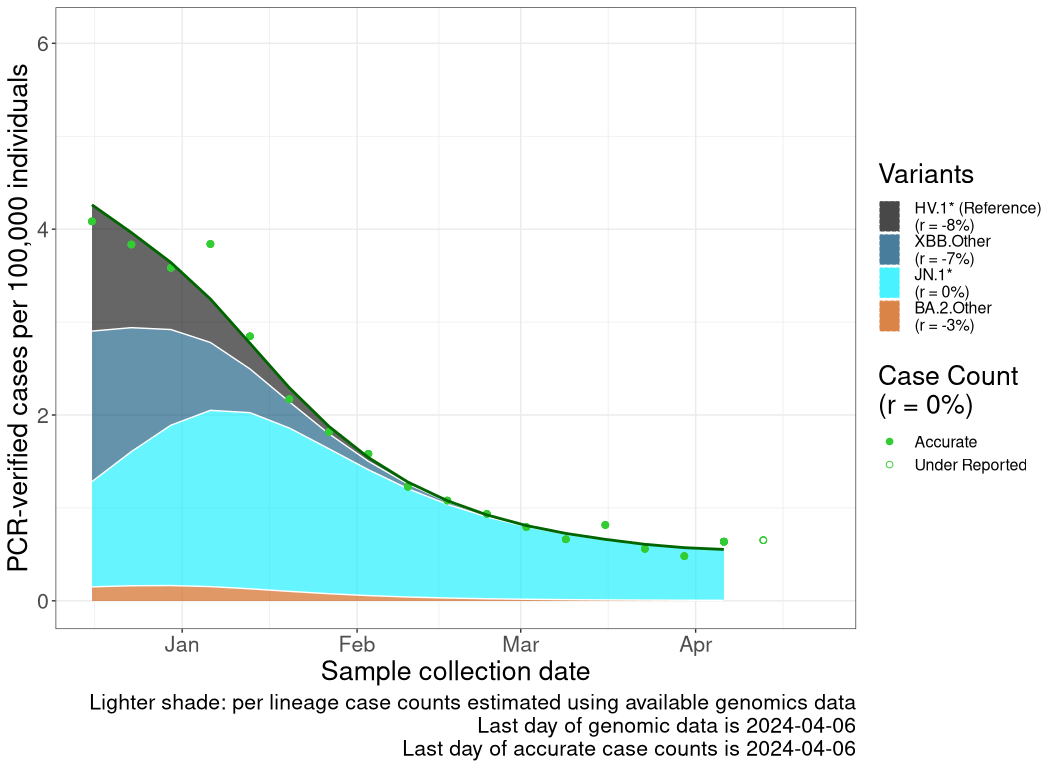 PCR-verified cases per 100,000 individuals
6
4
2
0
Jan Feb Mar Apr
Sample collection date
Lighter shade: per lineage case counts estimated using available genomics data
Last day of genomic data is 2024-04-06
Last day of accurate case counts is 2024-04-06
Variants
HV.1* (Reference)
(r = -8%)
XBB.Other
(r = -7%)
JN.1*
(r = 0%)
BA.2.Other
(r = -3%)
Case Count
(r = 0%)
Accurate
Under Reported